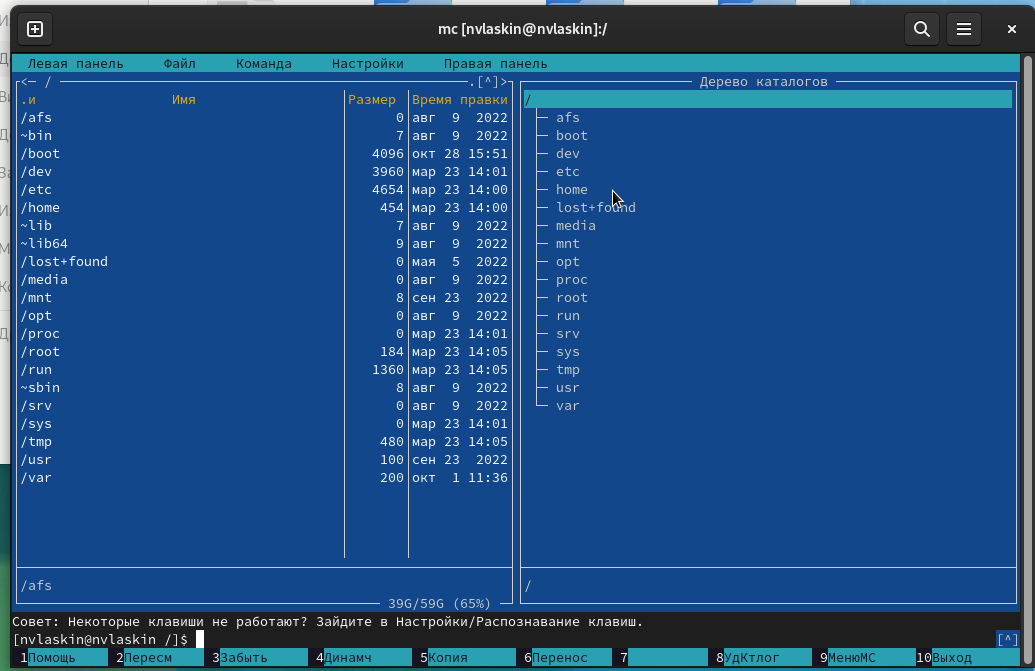 mc [nvlaskin@nvlaskin]:/
Левая панель Файл Команда Настройки Правая панель
<─ / .[^]> Дерево каталогов
.и Имя Размер Время правки /
/afs 0 авг 9 2022 afs
~bin 7 авг 9 2022 boot
/boot 4096 окт 28 15:51 dev
/dev 3960 мар 23 14:01 etc
/etc 4654 мар 23 14:00 home
/home 454 мар 23 14:00 lost+found
~lib 7 авг 9 2022 media
~lib64 9 авг 9 2022 mnt
/lost+found 0 мая 5 2022 opt
/media 0 авг 9 2022 proc
/mnt 8 сен 23 2022 root
/opt 0 авг 9 2022 run
/proc 0 мар 23 14:01 srv
/root 184 мар 23 14:05 sys
/run 1360 мар 23 14:05 tmp
~sbin 8 авг 9 2022 usr
/srv 0 авг 9 2022 var
/sys 0 мар 23 14:01
/tmp 480 мар 23 14:05
/usr 100 сен 23 2022
/var 200 окт 1 11:36
/afs /
39G/59G (65%)
Совет: Некоторые клавиши не работают? Зайдите в Настройки/Распознавание клавиш.
[nvlaskin@nvlaskin /]$ [^]
1Помощь 2Пересм 3Забыть 4Динамч 5Копия 6Перенос 7 8УдКтлог 9МенюMC 10Выход